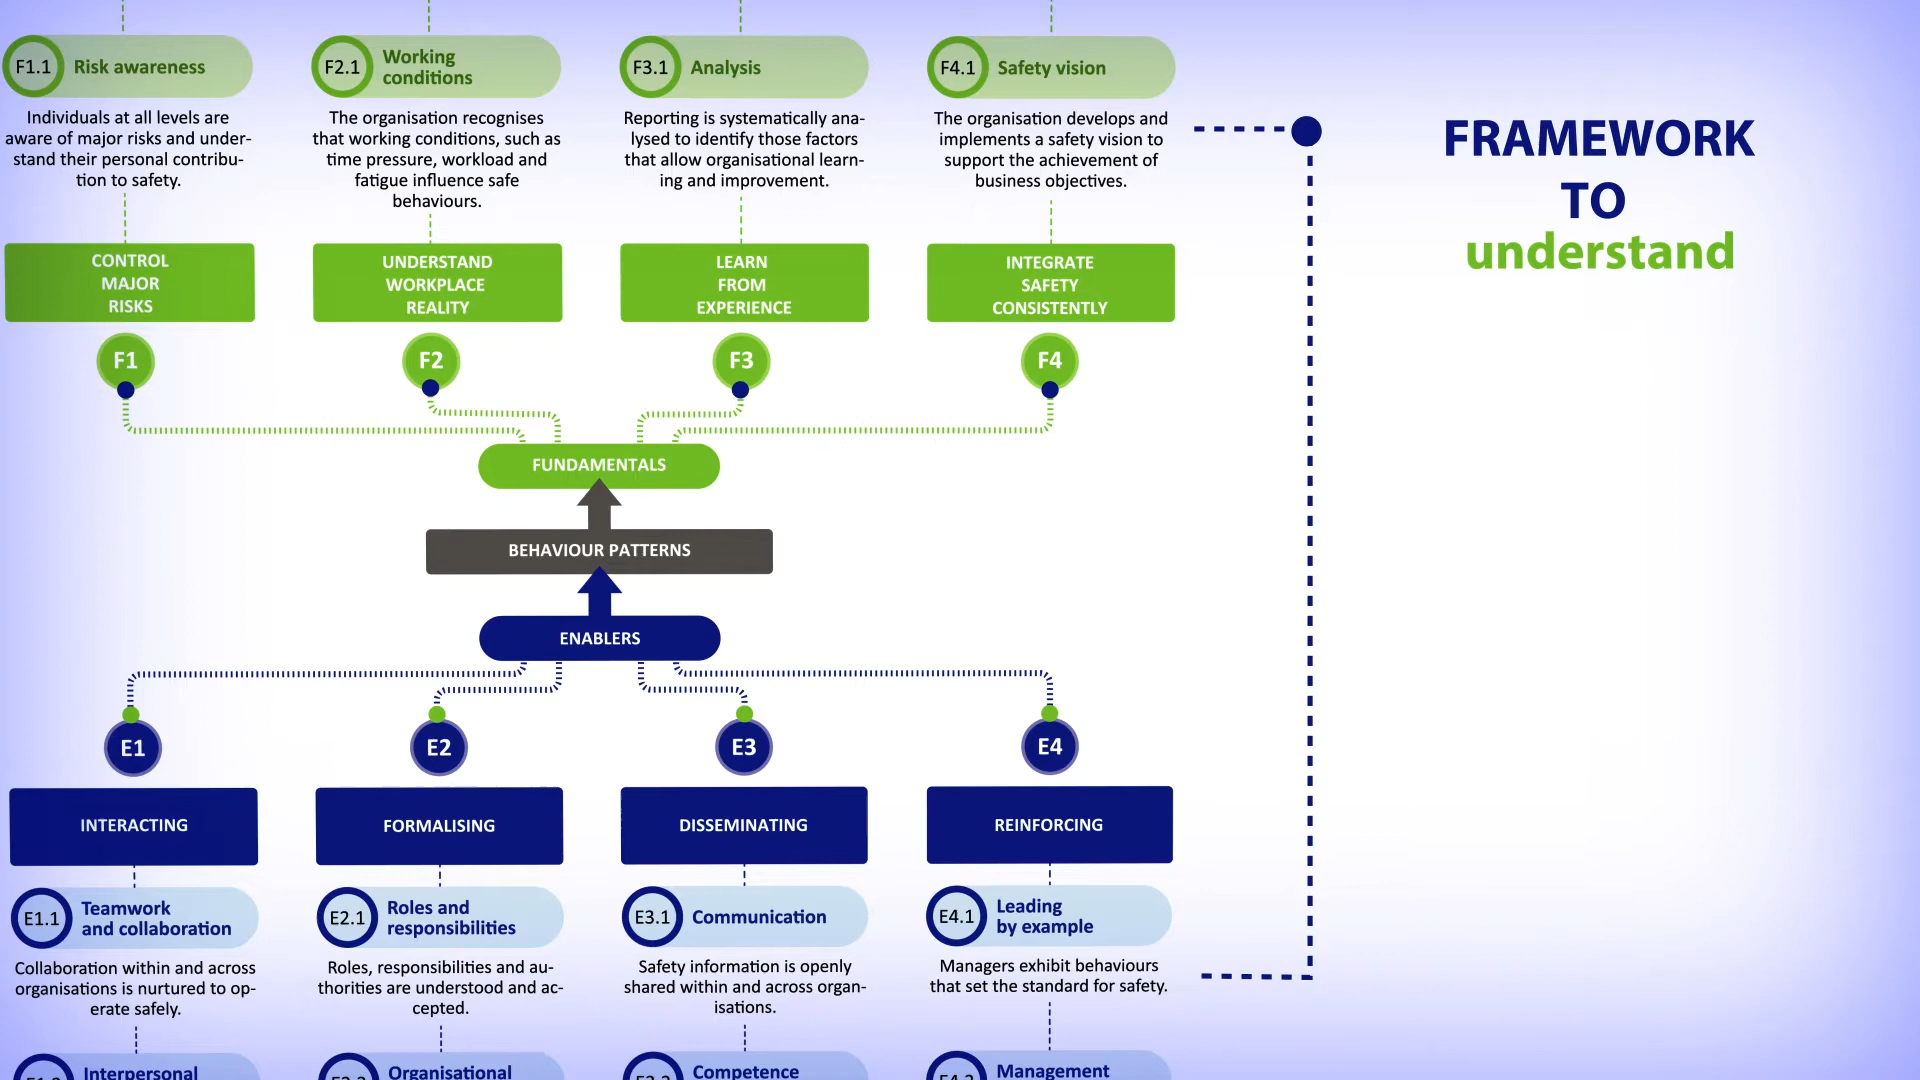 F1.1 Risk awareness
Individuals at all levels are
aware of major risks and under-
stand their personal contribu-
tion to safety.
CONTROL
MAJOR
RISKS
F1
F2.1 Working
conditions
The organisation recognises
that working conditions, such as
time pressure, workload and
fatigue influence safe
behaviours.
UNDERSTAND
WORKPLACE
REALITY
F2
F3.1 Analysis
Reporting is systematically ana-
lysed to identify those factors
that allow organisational learn-
ing and improvement.
LEARN
FROM
EXPERIENCE
F3
F4.1 Safety vision
The organisation develops and
implements a safety vision to
support the achievement of
business objectives.
INTEGRATE
SAFETY
CONSISTENTLY
F4
FRAMEWORK
TO
understand
FUNDAMENTALS
BEHAVIOUR PATTERNS
ENABLERS
E1
INTERACTING
E1.1 Teamwork
and collaboration
Collaboration within and across
organisations is nurtured to op-
erate safely.
Interpersonal
E2
FORMALISING
E2.1 Roles and
responsibilities
Roles, responsibilities and au-
thorities are understood and ac-
cepted.
Organisational
E3
DISSEMINATING
E3.1 Communication
Safety information is openly
shared within and across organ-
isations.
Competence
E4
REINFORCING
E4.1 Leading
by example
Managers exhibit behaviours
that set the standard for safety.
Management